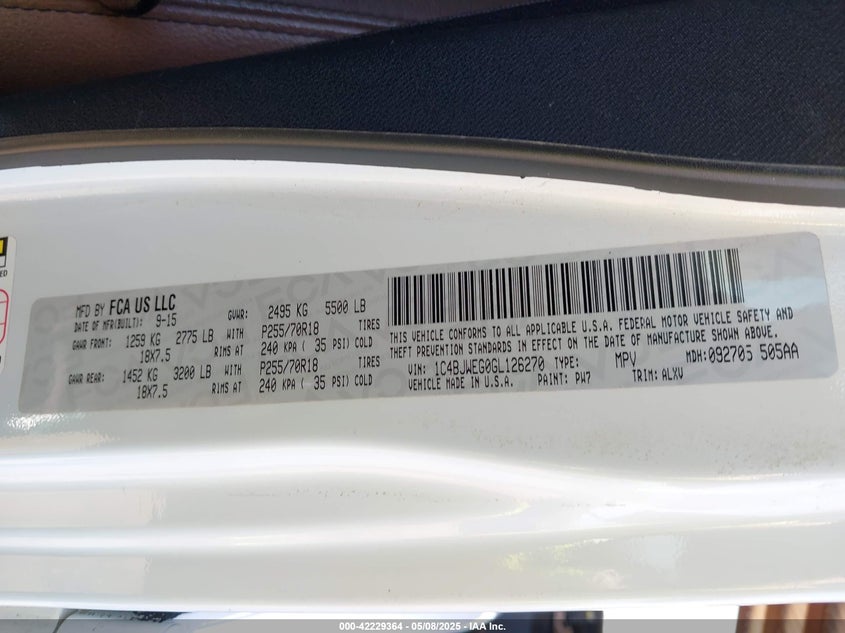 MFD BY FCA US LLC
DATE OF MFR(BUILT): 9-15 GVWR: 2495 KG 5500 LB
GAWR FRONT: 1259 KG 2775 LB WITH P255/70R18 TIRES
18X7.5 RIMS AT 240 KPA ( 35 PSI) COLD
GAWR REAR: 1452 KG 3200 LB WITH P255/70R18 TIRES
18X7.5 RIMS AT 240 KPA ( 35 PSI) COLD
THIS VEHICLE CONFORMS TO ALL APPLICABLE U.S.A. FEDERAL MOTOR VEHICLE SAFETY AND
THEFT PREVENTION STANDARDS IN EFFECT ON THE DATE OF MANUFACTURE SHOWN ABOVE.
VIN: 1C4BJWEG0GL126270 TYPE: MPV MDH:092705 505AA
VEHICLE MADE IN U.S.A. PAINT: PW7 TRIM: ALXV
000-42229364 | 05/08/2025 | IAA Inc.